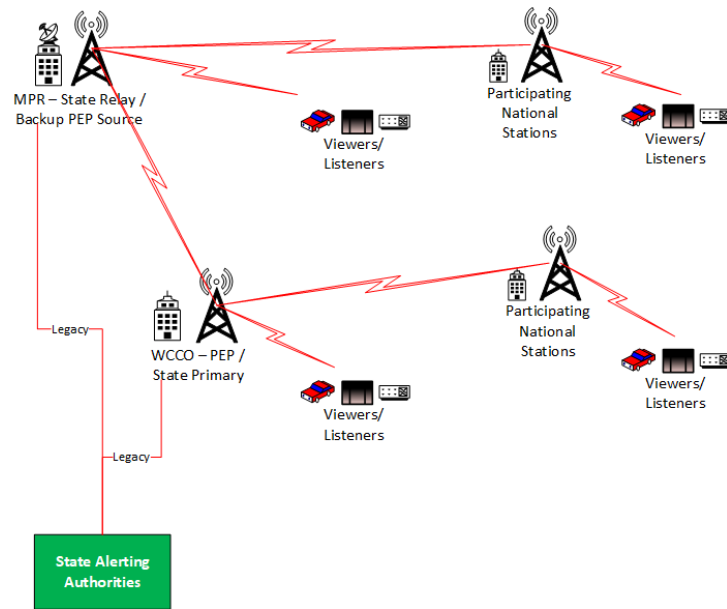 MPR – State Relay /
Backup PEP Source
Participating
National
Stations
Viewers/
Listeners
Viewers/
Listeners
Legacy
WCCO – PEP /
State Primary
Participating
National
Stations
Viewers/
Listeners
Viewers/
Listeners
Legacy
State Alerting
Authorities